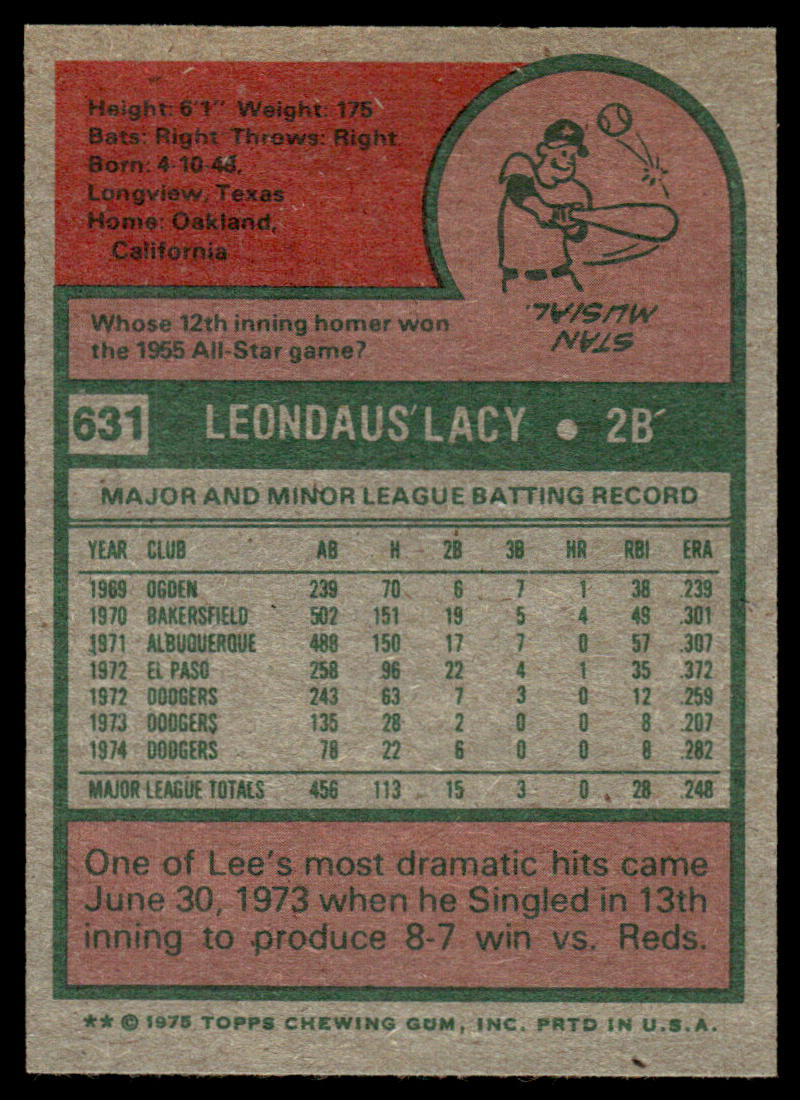 Height: 6'1" Weight: 175
Bats: Right Throws: Right
Born: 4-10-48,
Longview, Texas
Home: Oakland,
California
STAN
MUSIAL.
Whose 12th inning homer won
the 1955 All-Star game?
631 LEONDAUS' LACY • 2B
MAJOR AND MINOR LEAGUE BATTING RECORD
YEAR CLUB AB H 2B 3B HR RBI ERA
1969 OGDEN 239 70 6 7 1 38 .239
1970 BAKERSFIELD 502 151 19 5 4 49 .301
1971 ALBUQUERQUE 488 150 17 7 0 57 .307
1972 EL PASO 258 96 22 4 1 35 .372
1972 DODGERS 243 63 7 3 0 12 .259
1973 DODGERS 135 28 2 0 0 8 .207
1974 DODGERS 78 22 6 0 0 8 .282
MAJOR LEAGUE TOTALS 456 113 15 3 0 28 .248
One of Lee's most dramatic hits came
June 30, 1973 when he Singled in 13th
inning to produce 8-7 win vs. Reds.
** © 1975 TOPPS CHEWING GUM, INC. PRTD IN U.S.A.